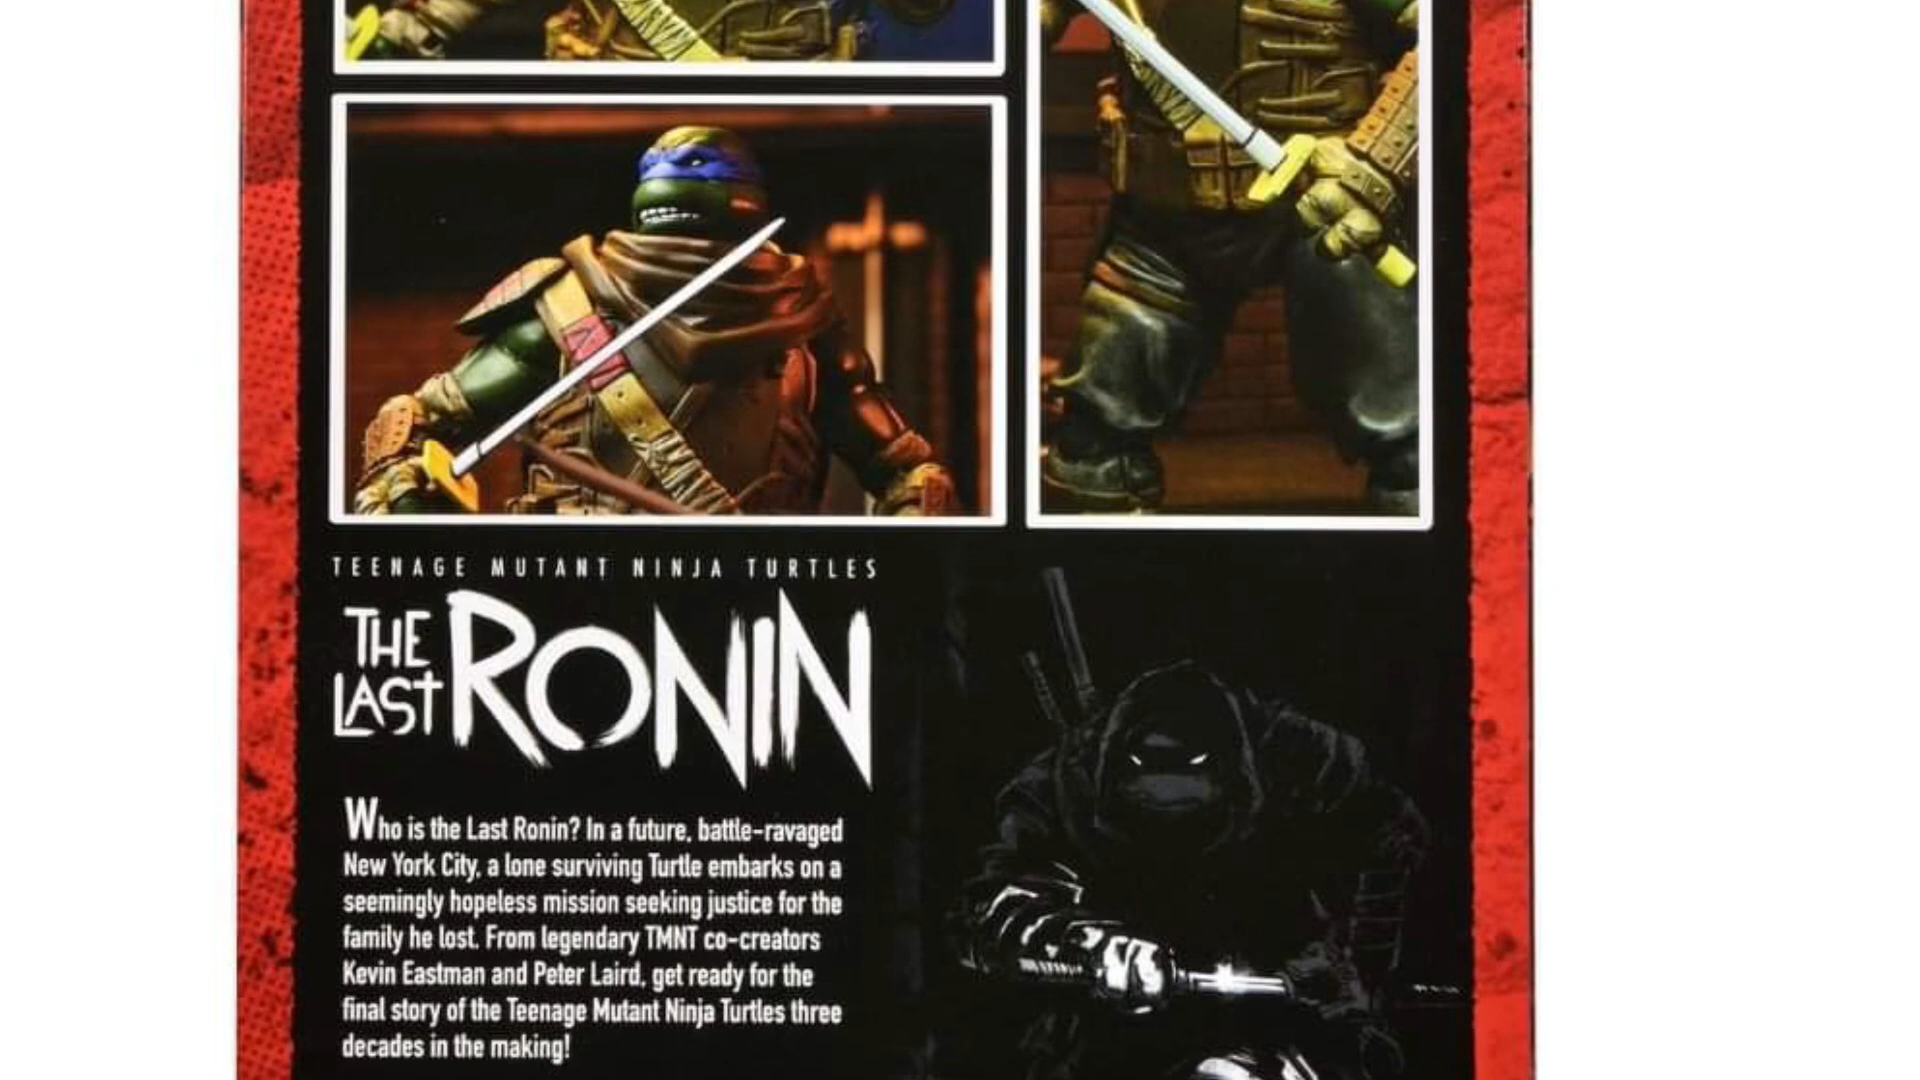 TEENAGE MUTANT NINJA TURTLES
THE
LAST RONIN
Who is the Last Ronin? In a future, battle-ravaged
New York City, a lone surviving Turtle embarks on a
seemingly hopeless mission seeking justice for the
family he lost. From legendary TMNT co-creators
Kevin Eastman and Peter Laird, get ready for the
final story of the Teenage Mutant Ninja Turtles three
decades in the making!